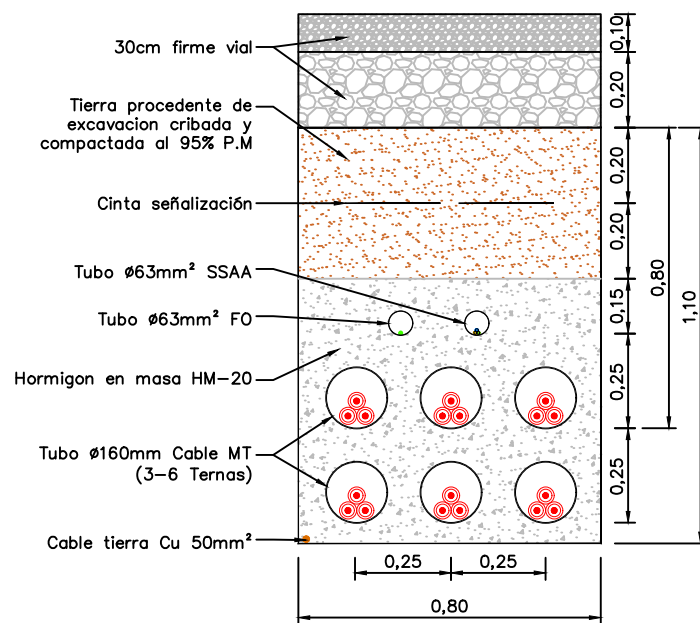 30cm firme vial
Tierra procedente de
excavacion cribada y
compactada al 95% P.M
Cinta señalización
Tubo ø63mm² SSAA
Tubo ø63mm² FO
Hormigon en masa HM-20
Tubo ø160mm Cable MT
(3-6 Ternas)
Cable tierra Cu 50mm²
0,10
0,20
0,20
0,20
0,15
0,25
0,25
0,80
1,10
0,25
0,25
0,80